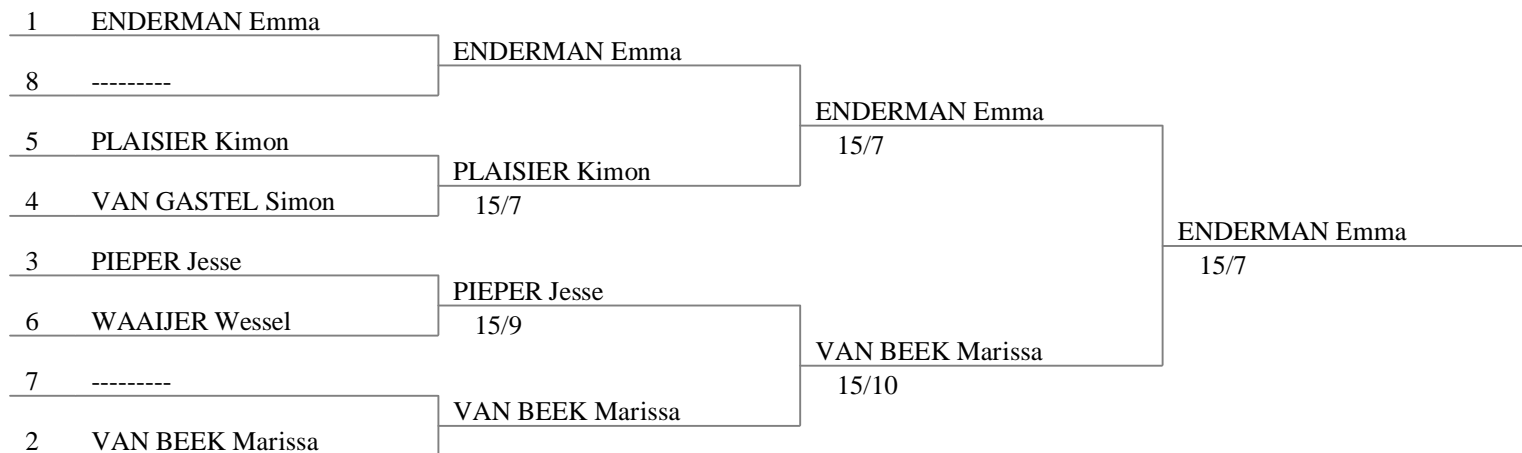 1 ENDERMAN Emma
ENDERMAN Emma
8 ---------
ENDERMAN Emma
5 PLAISIER Kimon
15/7
PLAISIER Kimon
4 VAN GASTEL Simon
15/7
ENDERMAN Emma
3 PIEPER Jesse
15/7
PIEPER Jesse
6 WAAIJER Wessel
15/9
VAN BEEK Marissa
7 ---------
15/10
VAN BEEK Marissa
2 VAN BEEK Marissa